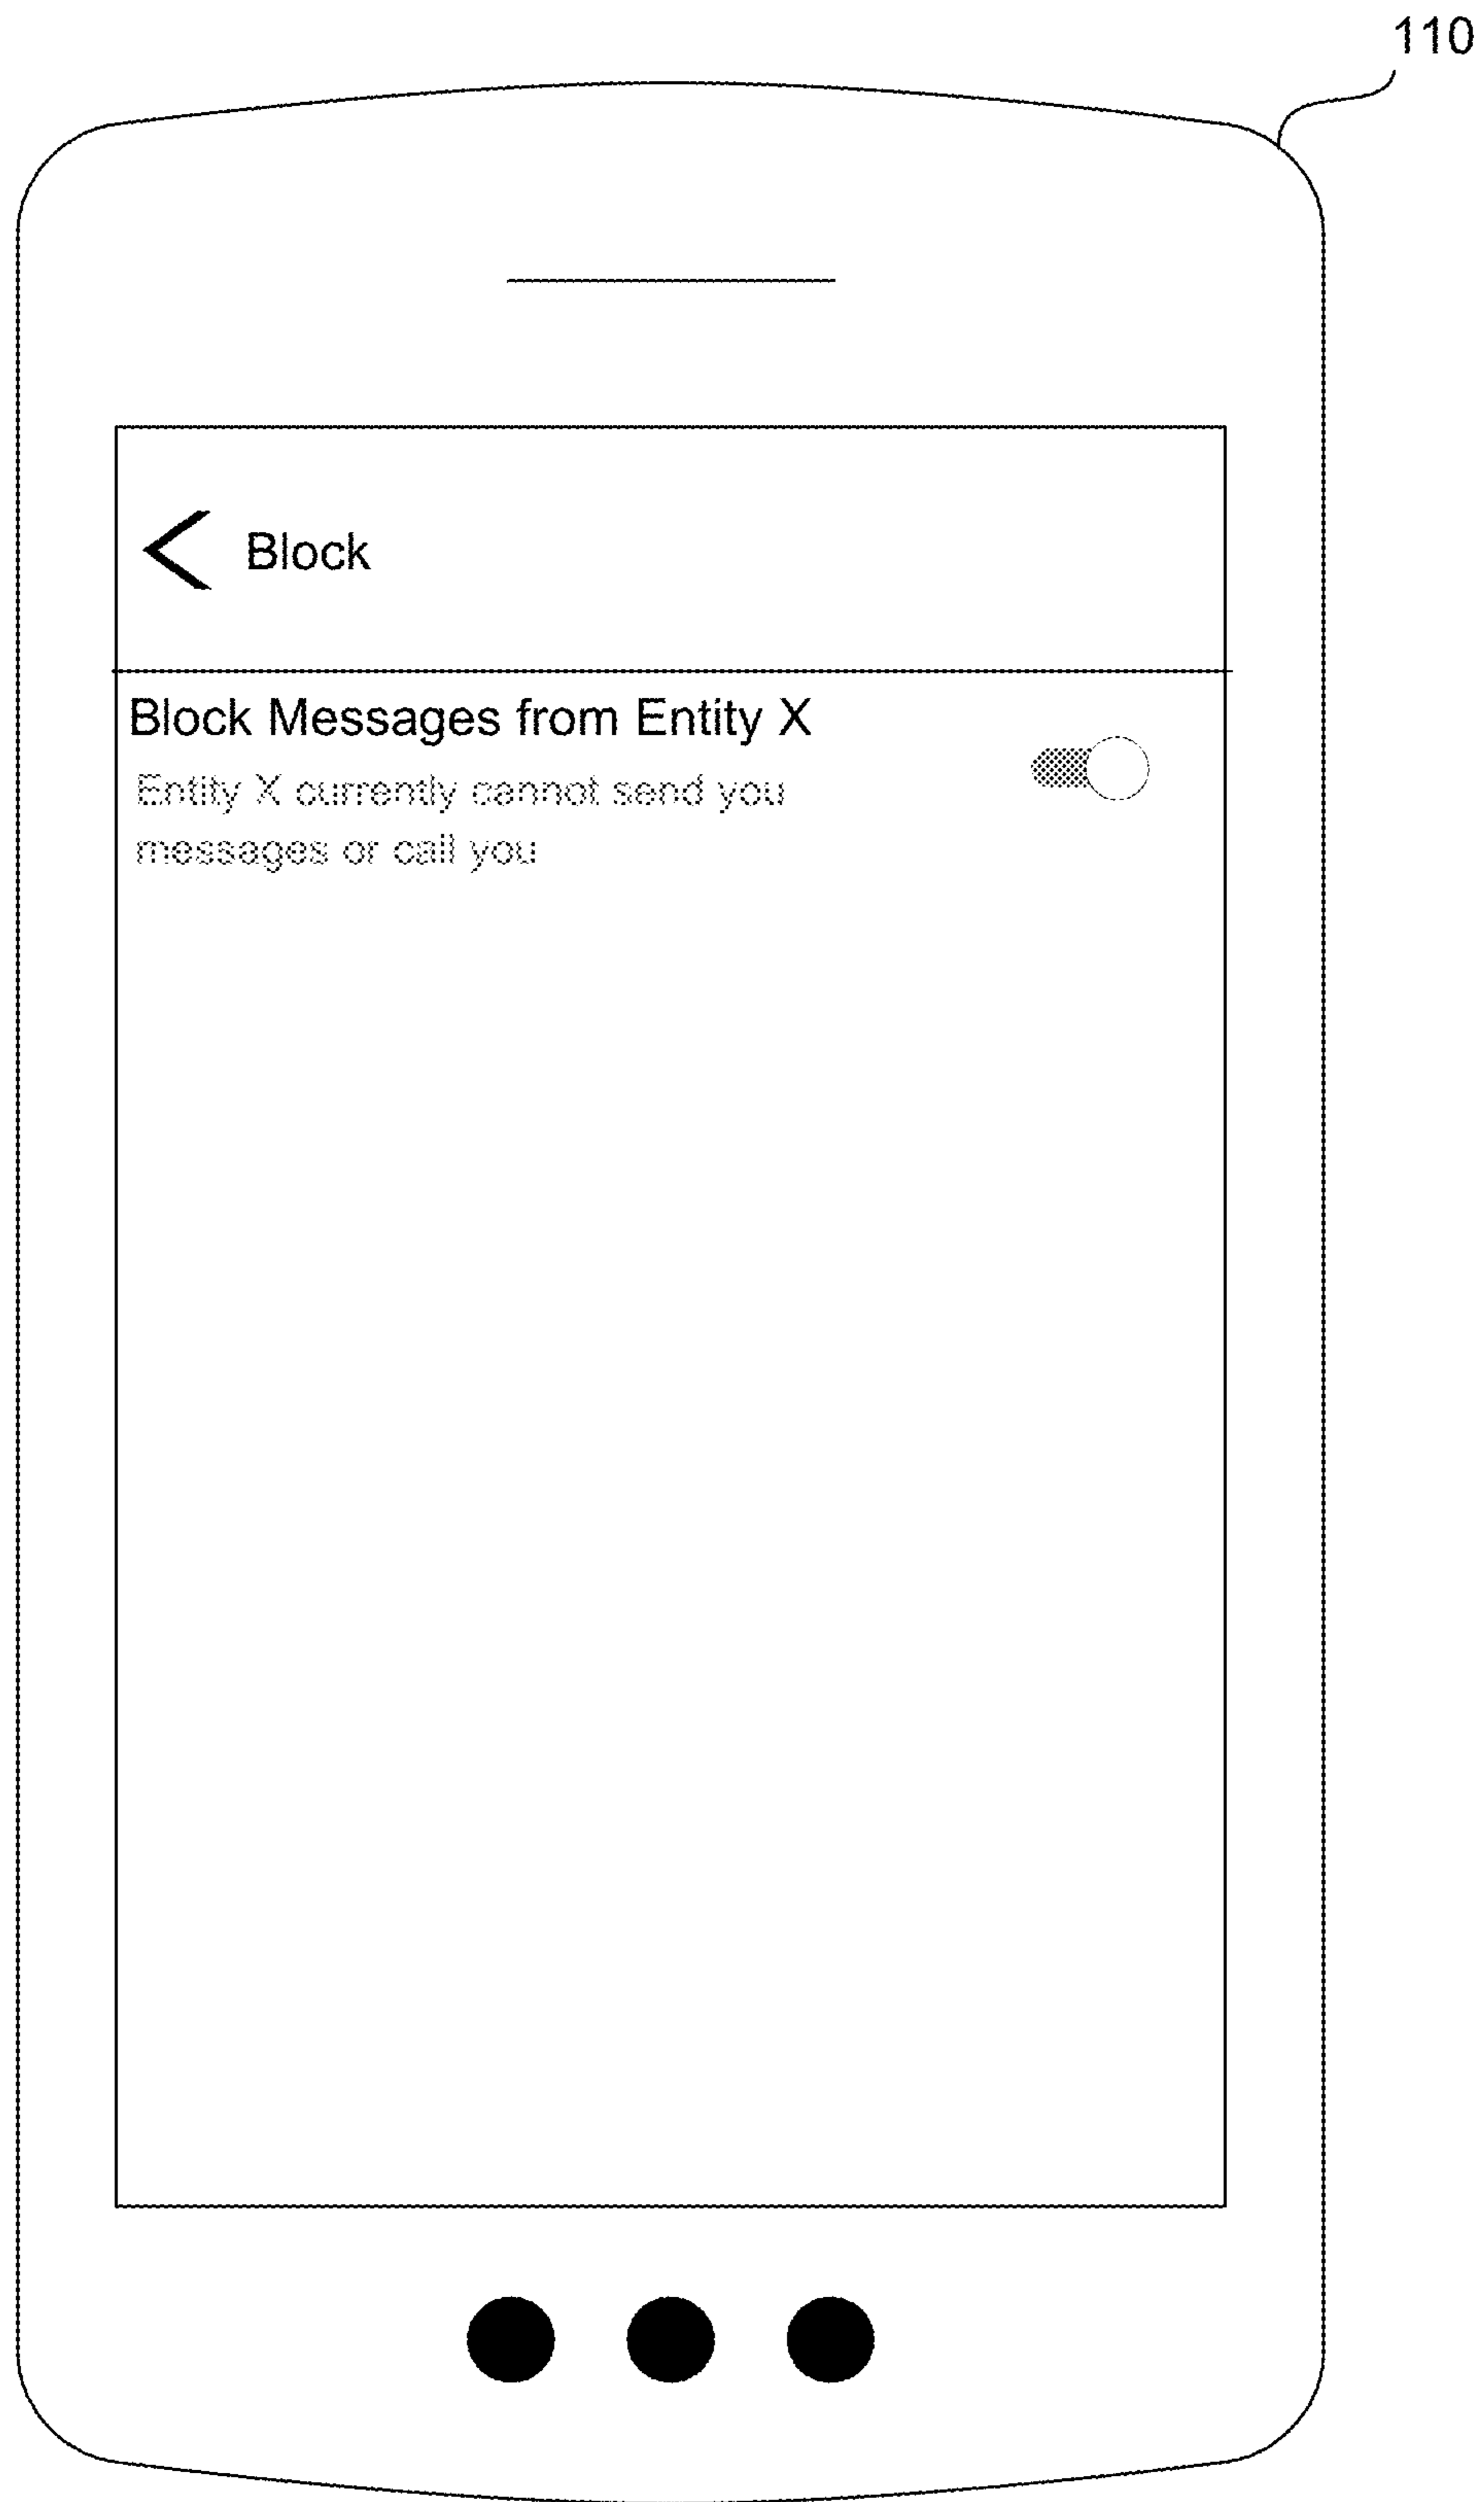 110
Block
Block Messages from Entity X
Entity X currently cannot send you
messages or call you